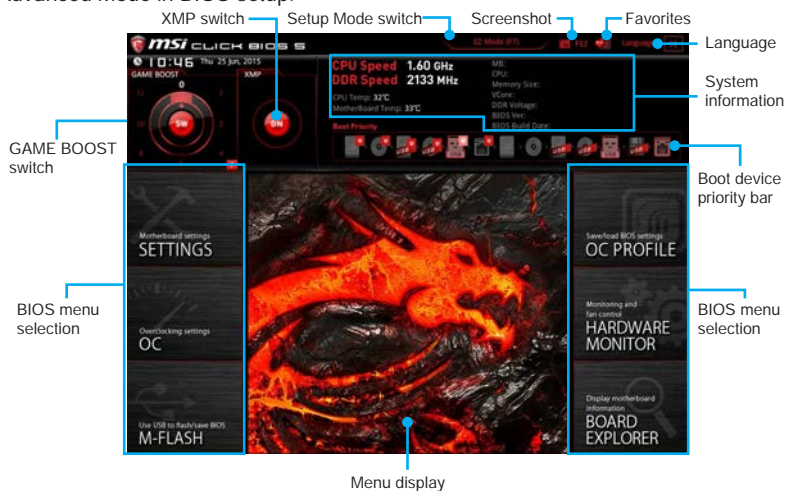 Advanced Mode in BIOS setup.
XMP switch
Setup Mode switch
Screenshot
Favorites
msi CLICK BIOS 5
EZ Mode (F7)
F12
Language
Language
10:46 Thu 25 Jun, 2015
GAME BOOST
XMP
0
SW
ON
CPU Speed 1.60 GHz
DDR Speed 2133 MHz
CPU Temp: 32°C
MotherBoard Temp: 33°C
MB:
CPU:
Memory Size:
VCore:
DDR Voltage:
BIOS Ver:
BIOS Build Date:
System
information
Boot Priority
USB
GAME BOOST
switch
Boot device
priority bar
Motherboard settings
SETTINGS
Save/load BIOS settings
OC PROFILE
BIOS menu
selection
Overclocking settings
OC
Monitoring and
fan control
HARDWARE
MONITOR
BIOS menu
selection
Use USB to flash/save BIOS
M-FLASH
Display motherboard
information
BOARD
EXPLORER
Menu display